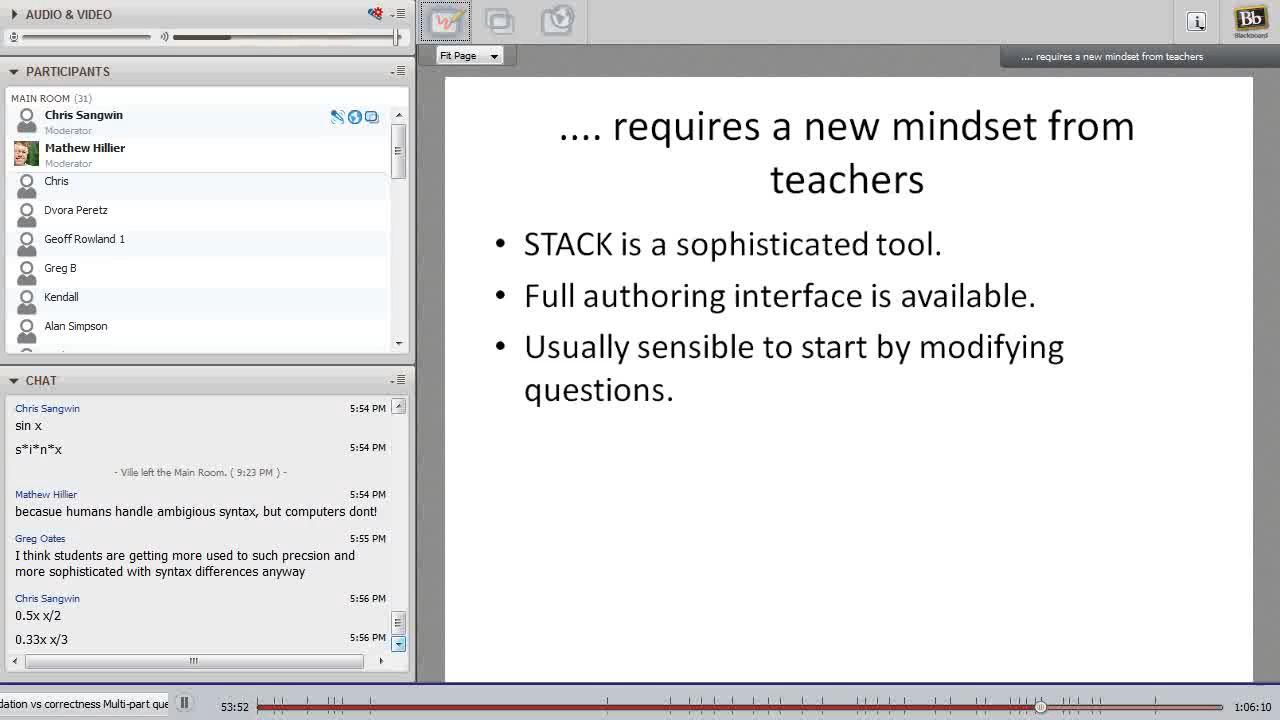 AUDIO & VIDEO
PARTICIPANTS
MAIN ROOM (31)
Chris Sangwin
Moderator
Mathew Hillier
Moderator
Chris
Dvora Peretz
Geoff Rowland 1
Greg B
Kendall
Alan Simpson
CHAT
Chris Sangwin 5:54 PM
sin x
s*i*n*x 5:54 PM
- Ville left the Main Room. ( 9:23 PM ) -
Mathew Hillier 5:54 PM
becasue humans handle ambigious syntax, but computers dont!
Greg Oates 5:55 PM
I think students are getting more used to such precsion and
more sophisticated with syntax differences anyway
Chris Sangwin 5:56 PM
0.5x x/2
0.33x x/3 5:56 PM
Fit Page
.... requires a new mindset from teachers
Bb
Blackboard
.... requires a new mindset from
teachers
• STACK is a sophisticated tool.
• Full authoring interface is available.
• Usually sensible to start by modifying
questions.
dation vs correctness Multi-part que
53:52
1:06:10